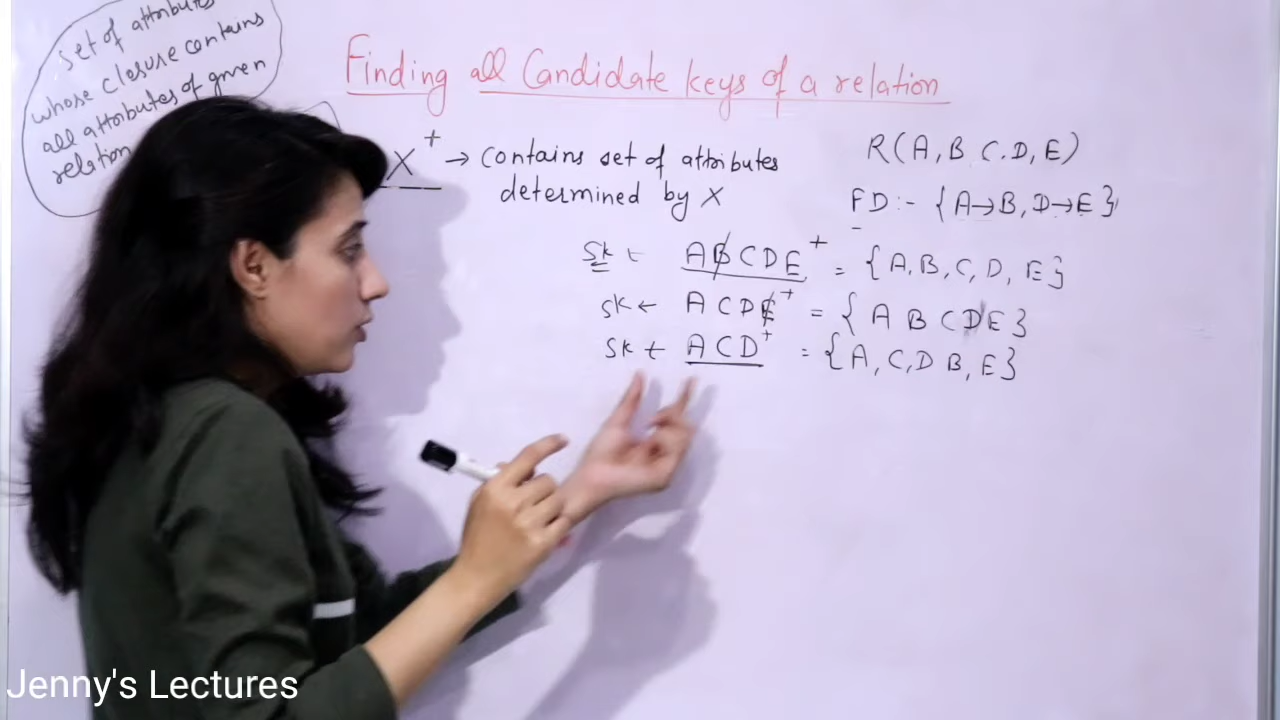 set of attributes
whose closure contains
all attributes of given
relation
Finding all Candidate keys of a relation
X⁺ → Contains set of attributes
determined by X
R(A, B C, D, E)
FD :- {A→B, D→E}
SK ← ABCDE⁺ = {A, B, C, D, E}
SK ← ACDE⁺ = {A B C D E}
SK ← ACD⁺ = {A, C, D B, E}
Jenny's Lectures